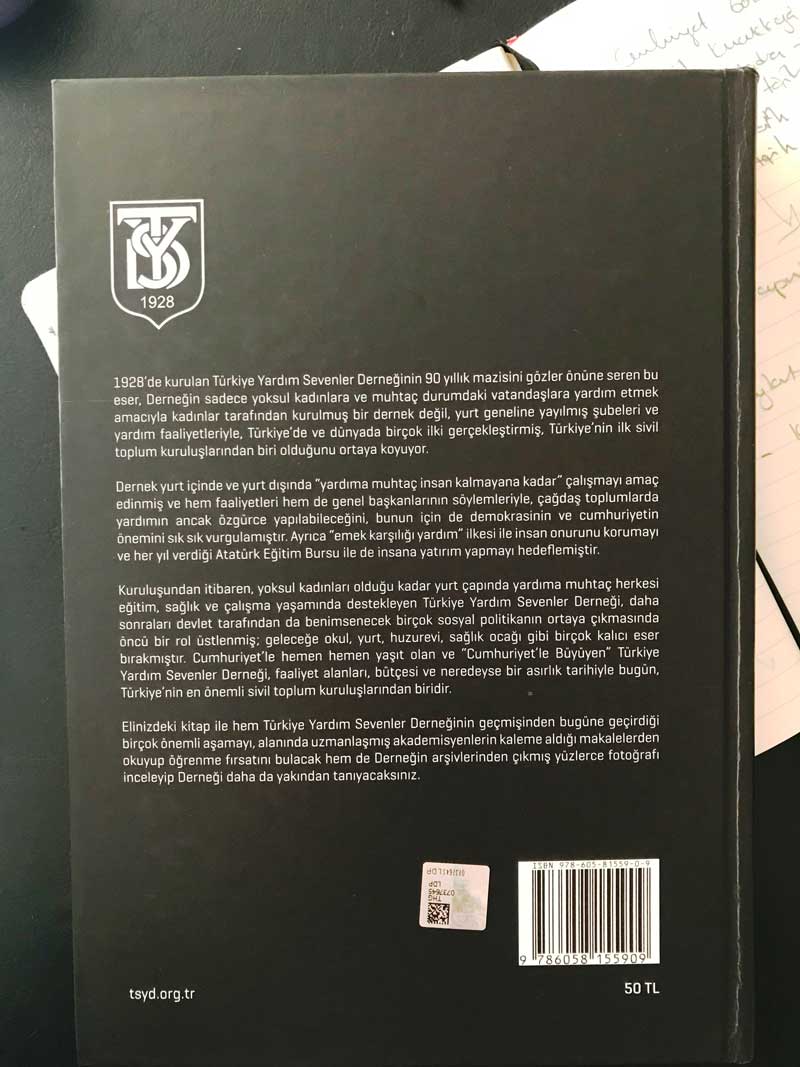 TYSD
1928
1928'de kurulan Türkiye Yardım Sevenler Derneğinin 90 yıllık mazisini gözler önüne seren bu
eser, Derneğin sadece yoksul kadınlara ve muhtaç durumdaki vatandaşlara yardım etmek
amacıyla kadınlar tarafından kurulmuş bir dernek değil, yurt geneline yayılmış şubeleri ve
yardım faaliyetleriyle, Türkiye'de ve dünyada birçok ilki gerçekleştirmiş, Türkiye'nin ilk sivil
toplum kuruluşlarından biri olduğunu ortaya koyuyor.
Dernek yurt içinde ve yurt dışında “yardıma muhtaç insan kalmayana kadar” çalışmayı amaç
edinmiş ve hem faaliyetleri hem de genel başkanlarının söylemleriyle, çağdaş toplumlarda
yardımın ancak özgürce yapılabileceğini, bunun için de demokrasinin ve cumhuriyetin
önemini sık sık vurgulamıştır. Ayrıca “emek karşılığı yardım” ilkesi ile insan onurunu korumayı
ve her yıl verdiği Atatürk Eğitim Bursu ile de insana yatırım yapmayı hedeflemiştir.
Kuruluşundan itibaren, yoksul kadınları olduğu kadar yurt çapında yardıma muhtaç herkesi
eğitim, sağlık ve çalışma yaşamında destekleyen Türkiye Yardım Sevenler Derneği, daha
sonraları devlet tarafından da benimsenecek birçok sosyal politikanın ortaya çıkmasında
öncü bir rol üstlenmiş; geleceğe okul, yurt, huzurevi, sağlık ocağı gibi birçok kalıcı eser
bırakmıştır. Cumhuriyet'le hemen hemen yaşıt olan ve “Cumhuriyet'le Büyüyen” Türkiye
Yardım Sevenler Derneği, faaliyet alanları, bütçesi ve neredeyse bir asırlık tarihiyle bugün,
Türkiye'nin en önemli sivil toplum kuruluşlarından biridir.
Elinizdeki kitap ile hem Türkiye Yardım Sevenler Derneğinin geçmişinden bugüne geçirdiği
birçok önemli aşamayı, alanında uzmanlaşmış akademisyenlerin kaleme aldığı makalelerden
okuyup öğrenme fırsatını bulacak hem de Derneğin arşivlerinden çıkmış yüzlerce fotoğrafı
inceleyip Derneği daha da yakından tanıyacaksınız.
THG
0737645
LDP
ISBN 978-605-81559-0-9
9 786058 155909
tsyd.org.tr
50 TL